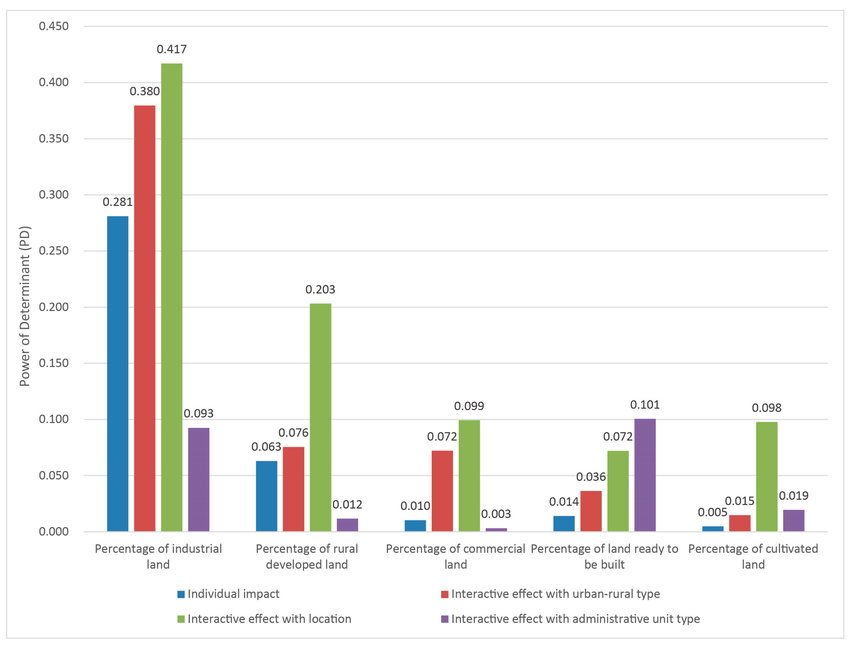 0.450
0.400
0.350
0.300
0.250
0.200
0.150
0.100
0.050
0.000
Power of Determinant (PD)
0.281
0.380
0.417
0.093
0.063
0.076
0.203
0.012
0.010
0.072
0.099
0.003
0.014
0.036
0.072
0.101
0.005
0.015
0.098
0.019
Percentage of industrial
land
Percentage of rural
developed land
Percentage of commercial
land
Percentage of land ready to
be built
Percentage of cultivated
land
Individual impact
Interactive effect with urban-rural type
Interactive effect with location
Interactive effect with administrative unit type